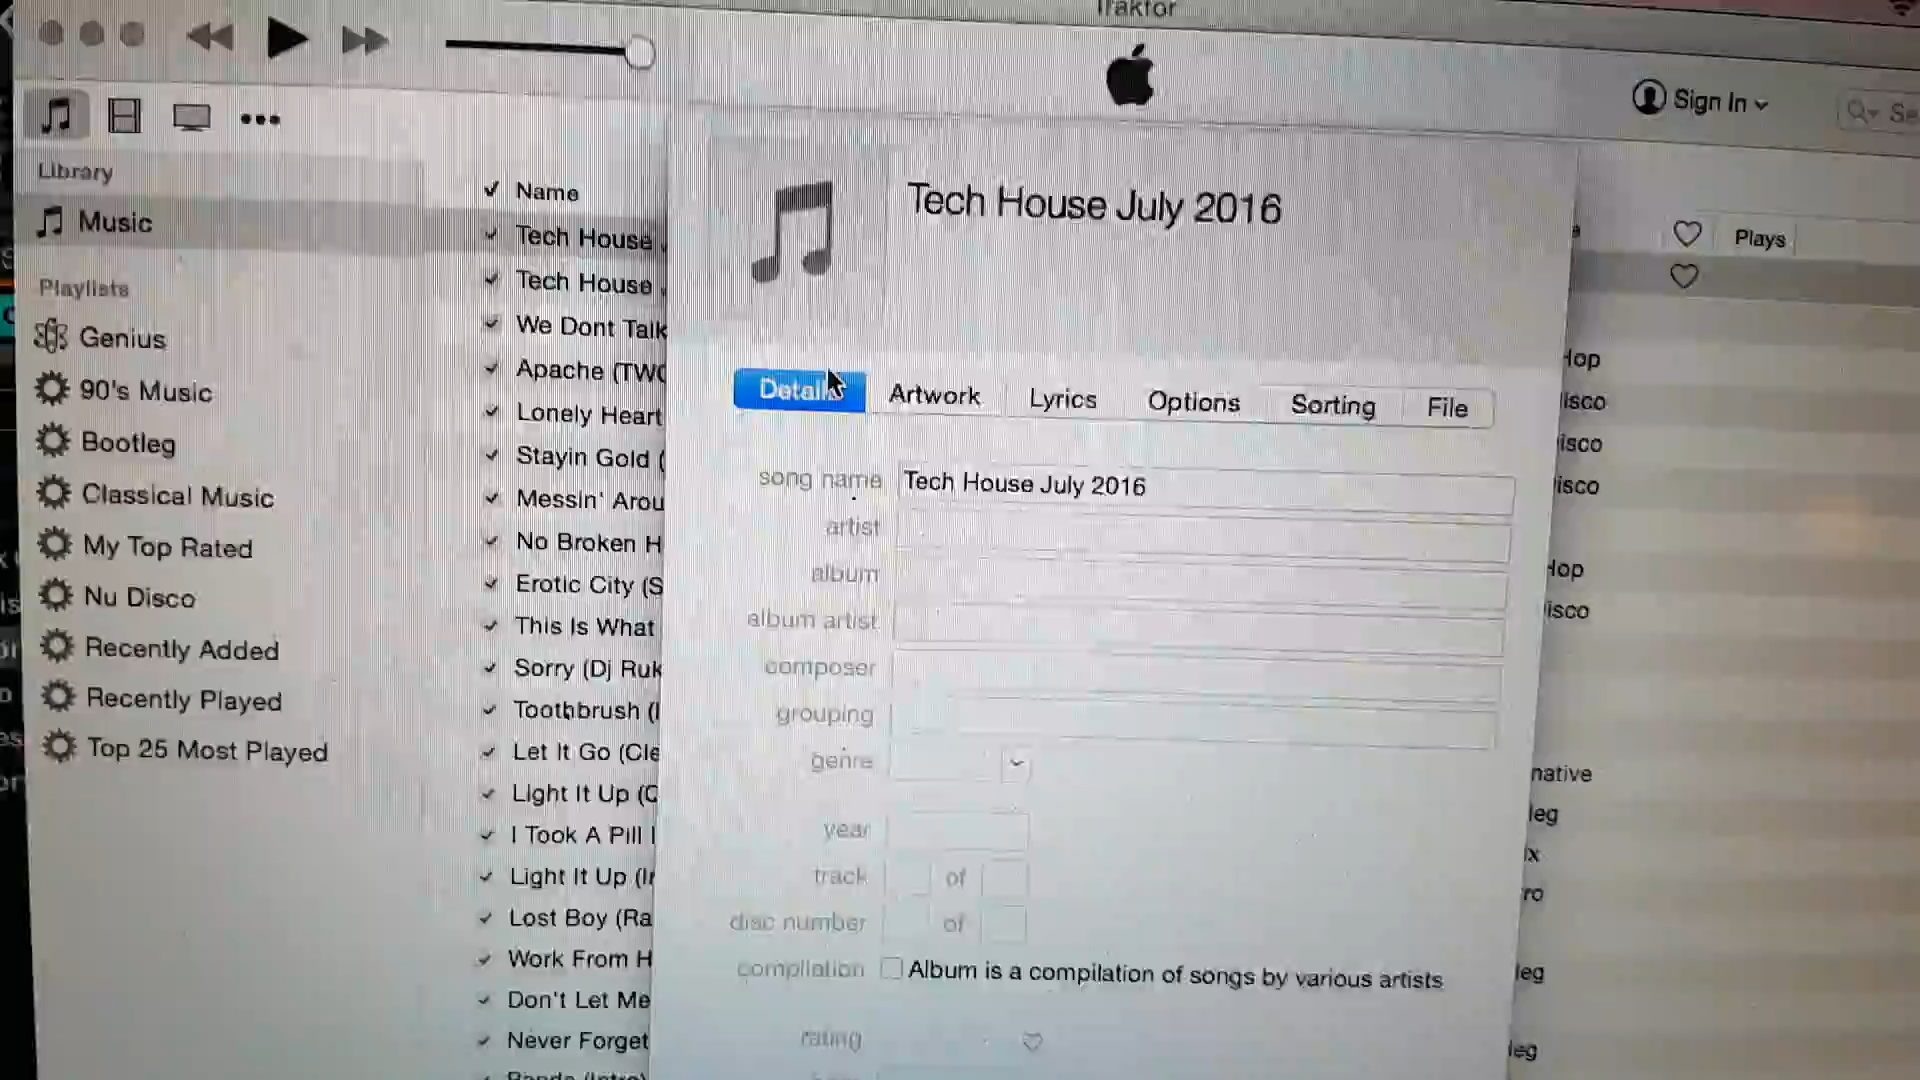 Traktor
Sign In
Se
Library
Music
Playlists
Genius
90's Music
Bootleg
Classical Music
My Top Rated
Nu Disco
Recently Added
Recently Played
Top 25 Most Played
Name
Tech House
Tech House
We Dont Talk
Apache (TWO
Lonely Heart
Stayin Gold (
Messin' Arou
No Broken H
Erotic City (S
This Is What
Sorry (Dj Ruk
Toothbrush (I
Let It Go (Cle
Light It Up (C
I Took A Pill I
Light It Up (Ir
Lost Boy (Ra
Work From H
Don't Let Me
Never Forget
Panda (Intro)
Tech House July 2016
Details
Artwork
Lyrics
Options
Sorting
File
song name Tech House July 2016
artist
album
album artist
composer
grouping
genre
year
track of
disc number of
compilation Album is a compilation of songs by various artists
rating
Plays
Hop
isco
isco
isco
Hop
isco
native
leg
ix
ro
leg
leg